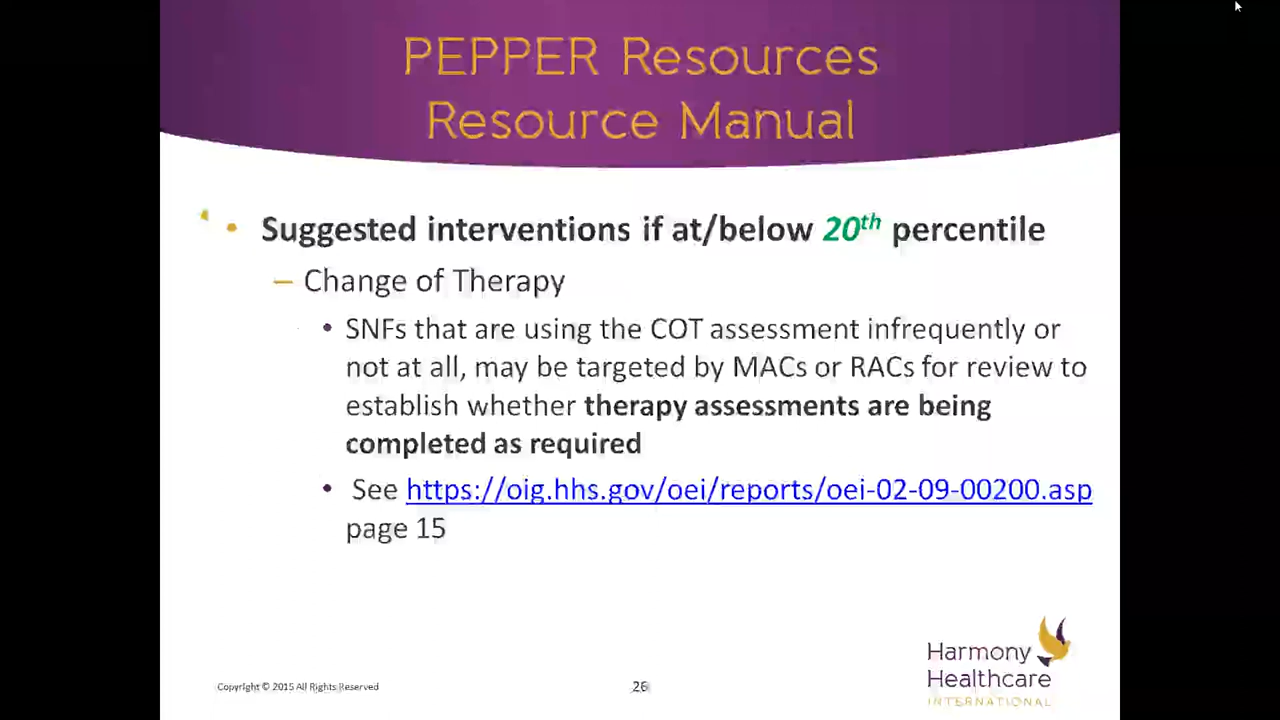 PEPPER Resources
Resource Manual
• Suggested interventions if at/below 20th percentile
– Change of Therapy
• SNFs that are using the COT assessment infrequently or
not at all, may be targeted by MACs or RACs for review to
establish whether therapy assessments are being
completed as required
• See https://oig.hhs.gov/oei/reports/oei-02-09-00200.asp
page 15
Harmony
Healthcare
INTERNATIONAL
Copyright © 2015 All Rights Reserved
26